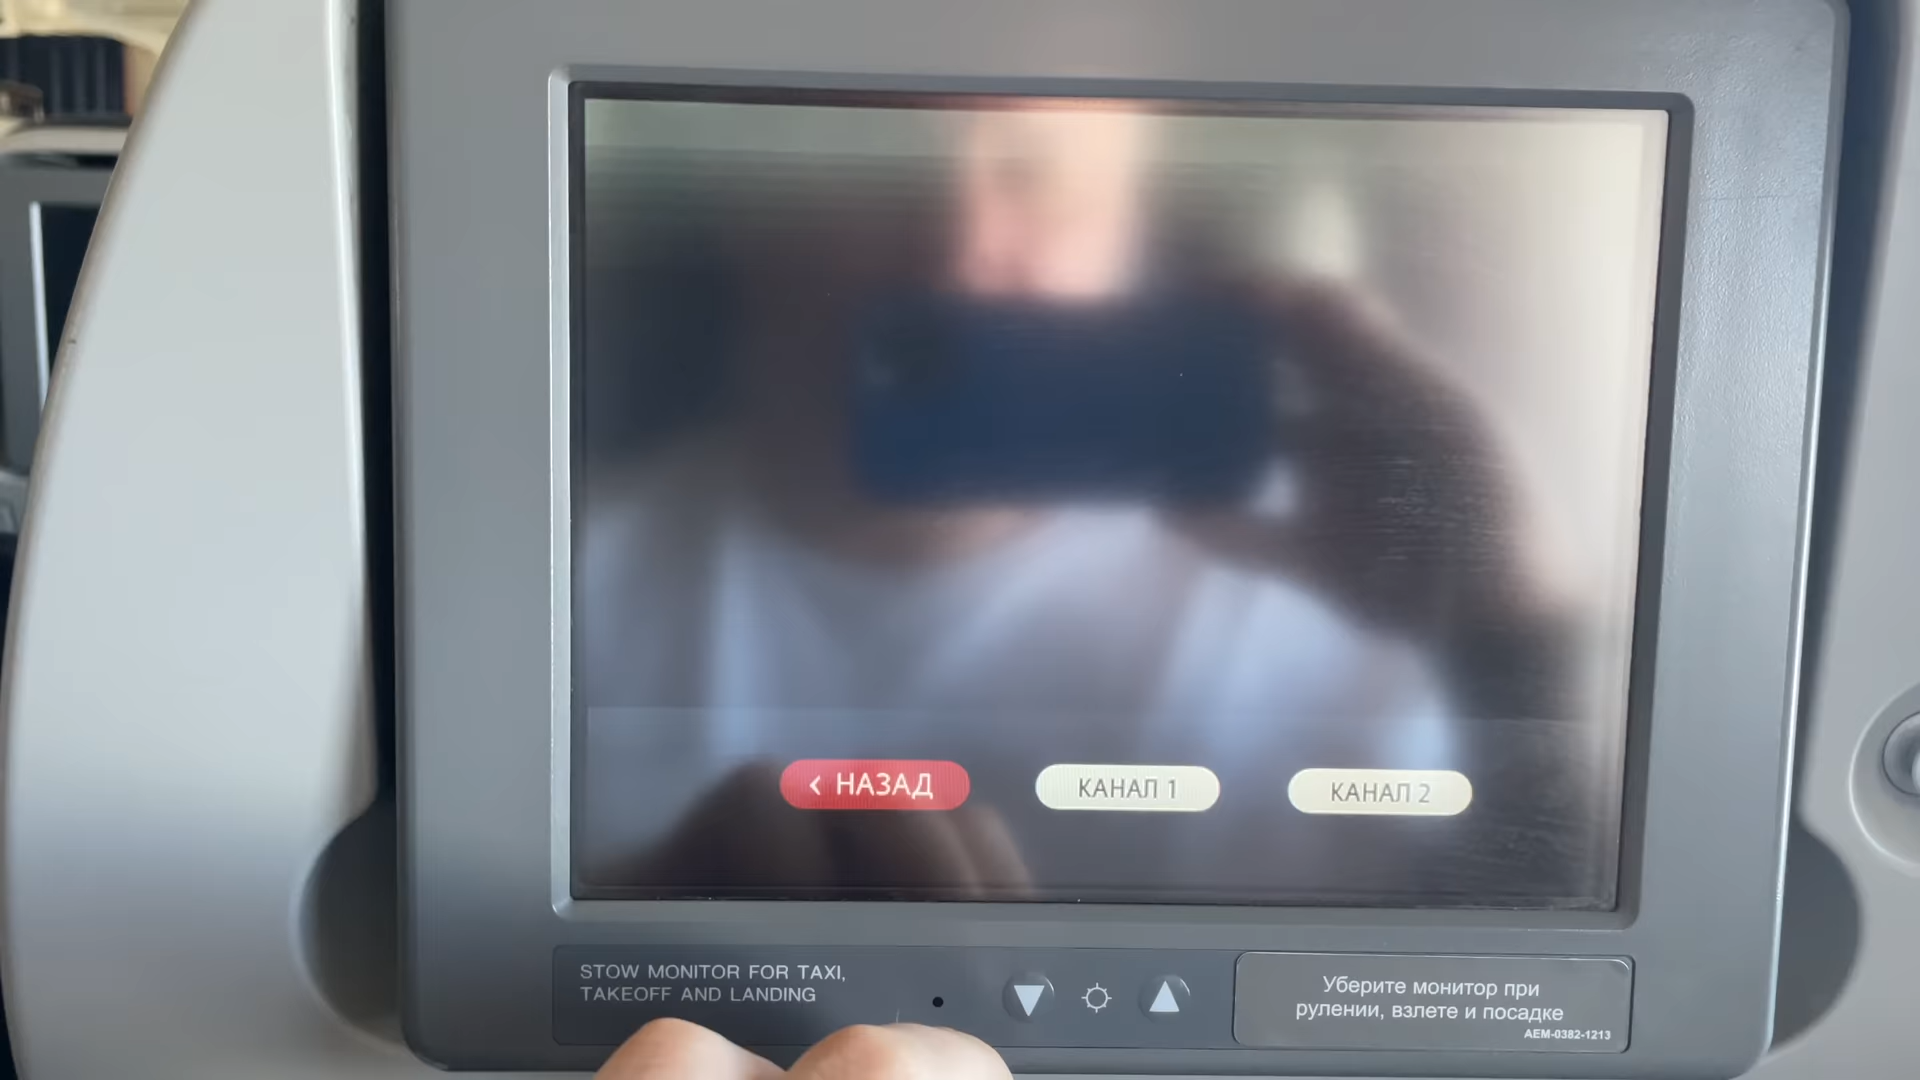 ‹ НАЗАД
КАНАЛ 1
КАНАЛ 2
STOW MONITOR FOR TAXI,
TAKEOFF AND LANDING
Уберите монитор при
рулении, взлете и посадке
AEM-0382-1213